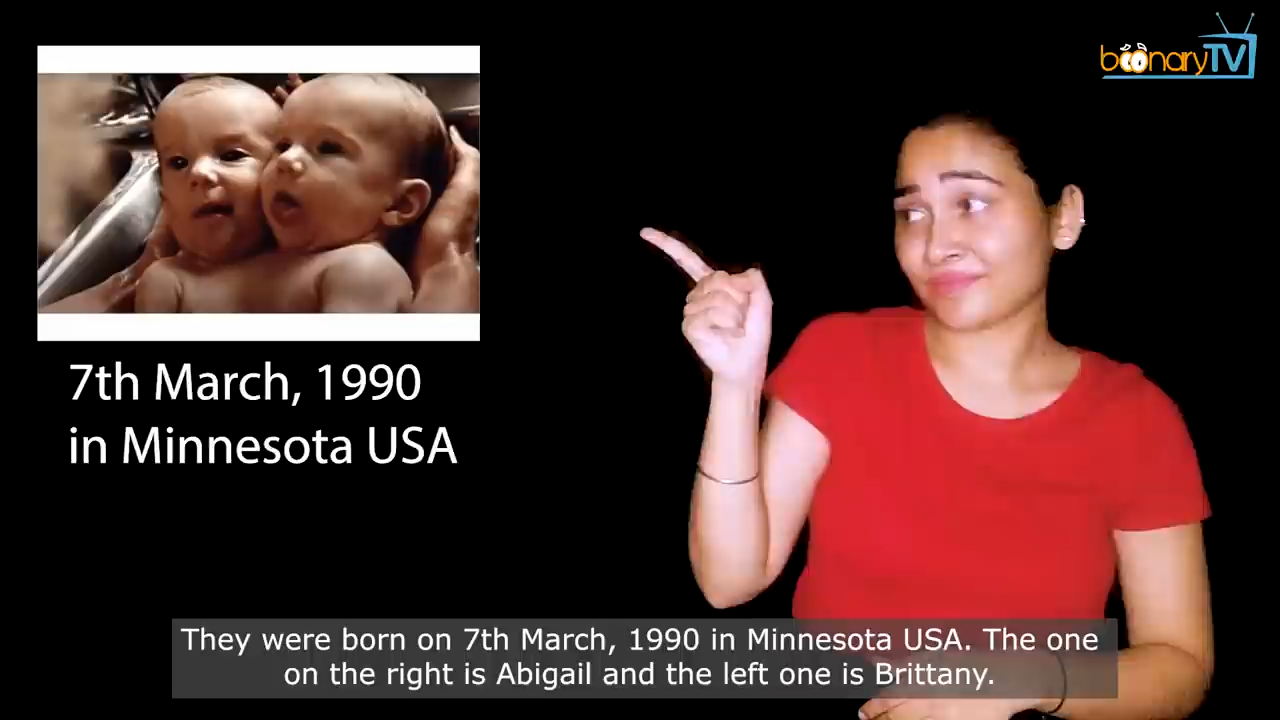 boonaryTV
7th March, 1990
in Minnesota USA
They were born on 7th March, 1990 in Minnesota USA. The one
on the right is Abigail and the left one is Brittany.